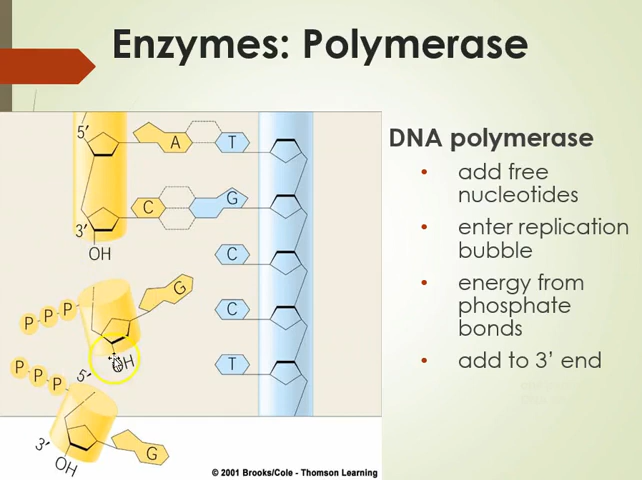 Enzymes: Polymerase
5′
A
T
C
G
3′
OH
C
G
P P P
C
OH
P P P
5′
T
3′
OH
G
© 2001 Brooks/Cole - Thomson Learning
DNA polymerase
• add free
nucleotides
• enter replication
bubble
• energy from
phosphate
bonds
• add to 3’ end